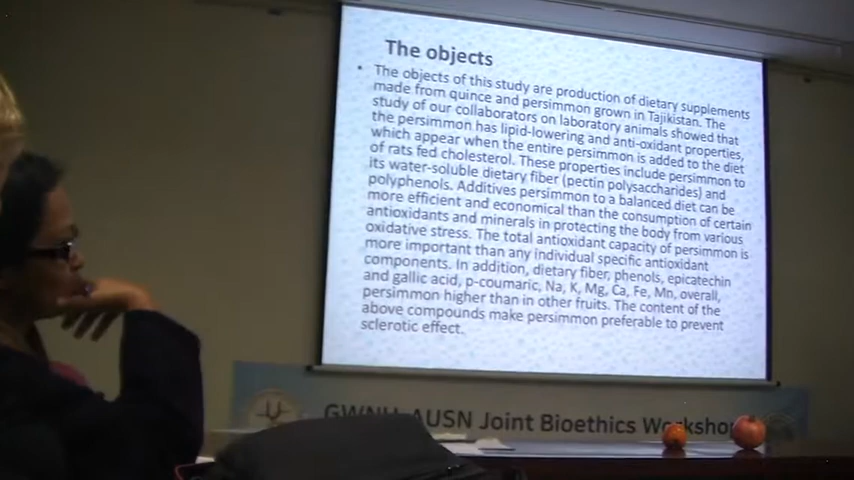 The objects
• The objects of this study are production of dietary supplements
made from quince and persimmon grown in Tajikistan. The
study of our collaborators on laboratory animals showed that
the persimmon has lipid-lowering and anti-oxidant properties,
which appear when the entire persimmon is added to the diet
of rats fed cholesterol. These properties include persimmon to
its water-soluble dietary fiber (pectin polysaccharides) and
polyphenols. Additives persimmon to a balanced diet can be
more efficient and economical than the consumption of certain
antioxidants and minerals in protecting the body from various
oxidative stress. The total antioxidant capacity of persimmon is
more important than any individual specific antioxidant
components. In addition, dietary fiber, phenols, epicatechin
and gallic acid, p-coumaric, Na, K, Mg, Ca, Fe, Mn, overall,
persimmon higher than in other fruits. The content of the
above compounds make persimmon preferable to prevent
sclerotic effect.
AUSN Joint Bioethics Workshop